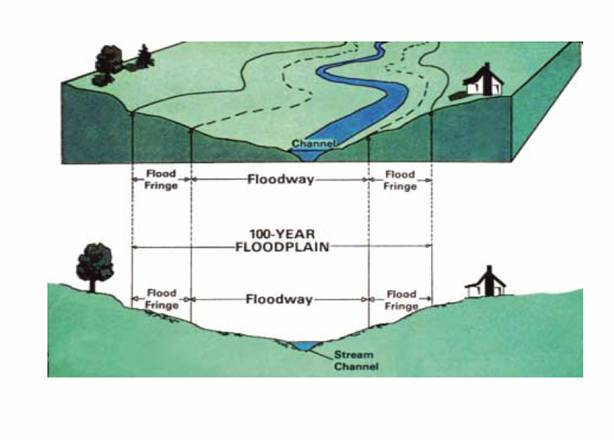 Channel
Flood
Fringe
Floodway
Flood
Fringe
100-YEAR
FLOODPLAIN
Flood
Fringe
Floodway
Flood
Fringe
Stream
Channel